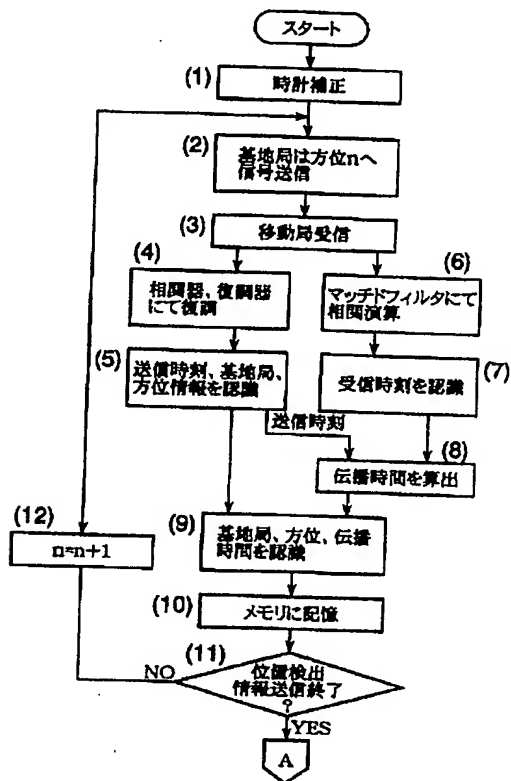 スタート
(1)
時計補正
(2)
基地局は方位nへ
信号送信
(3)
移動局受信
(4)
相関器、復調器
にて復調
(6)
マッチドフィルタにて
相関演算
(5)
送信時刻、基地局、
方位情報を認識
(7)
受信時刻を認識
送信時刻
(8)
伝播時間を算出
(9)
基地局、方位、伝播
時間を認識
(12)
n=n+1
(10)
メモリに記憶
(11)
位置検出
情報送信終了
?
NO
YES
A